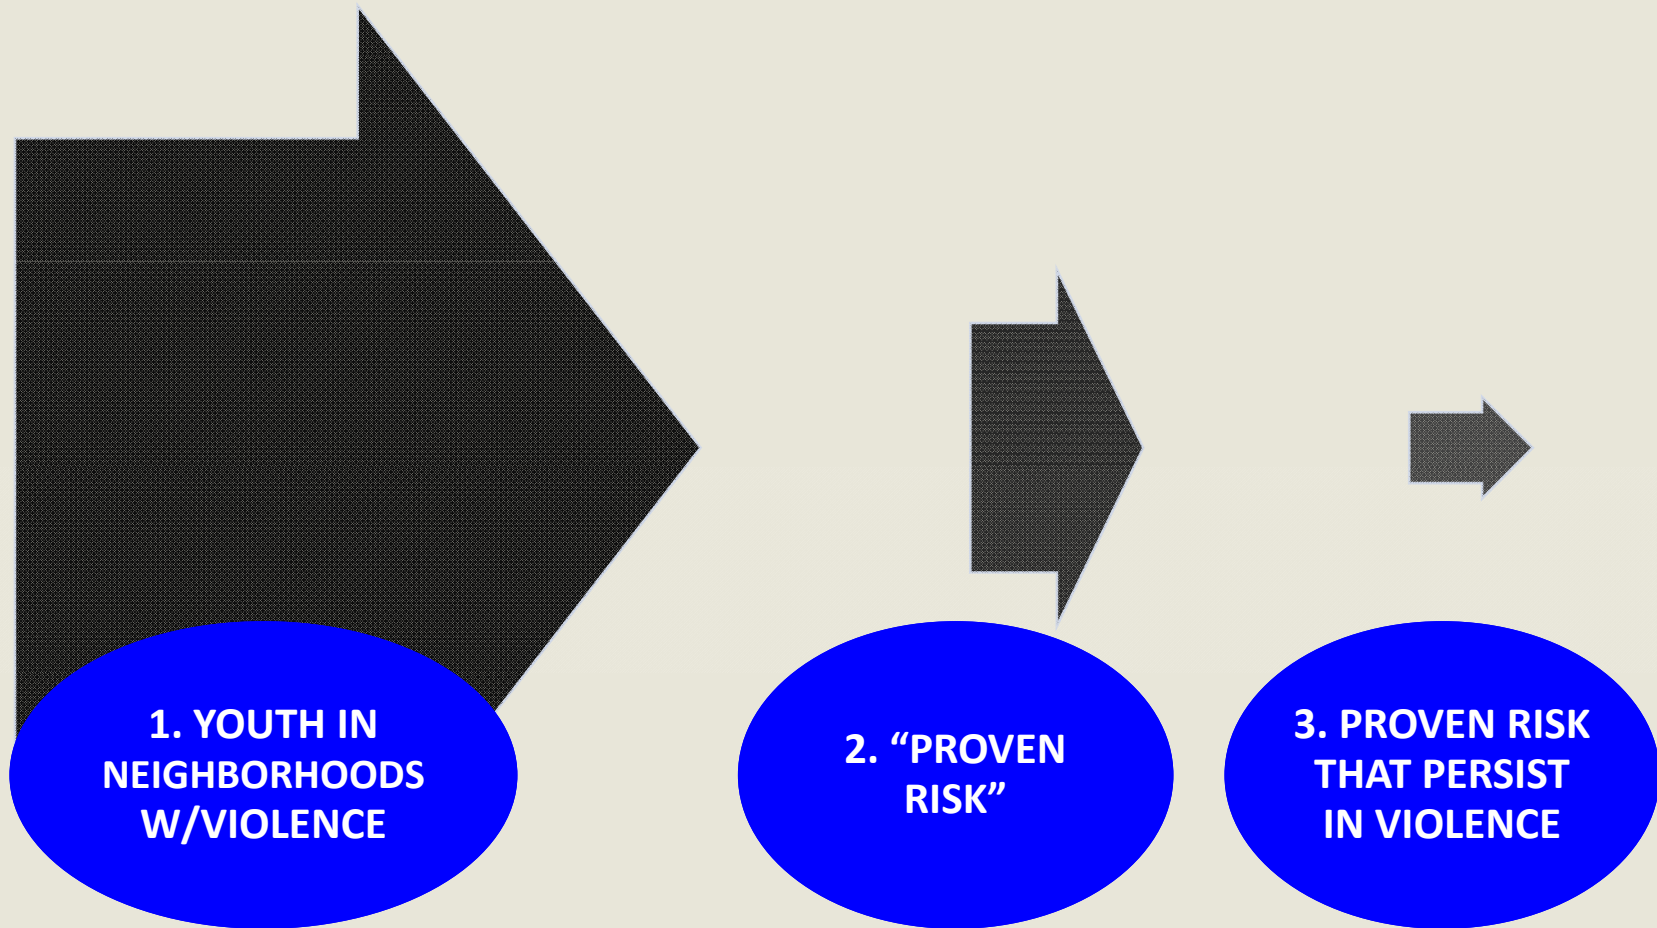 1. YOUTH IN
NEIGHBORHOODS
W/VIOLENCE
2. “PROVEN
RISK”
3. PROVEN RISK
THAT PERSIST
IN VIOLENCE